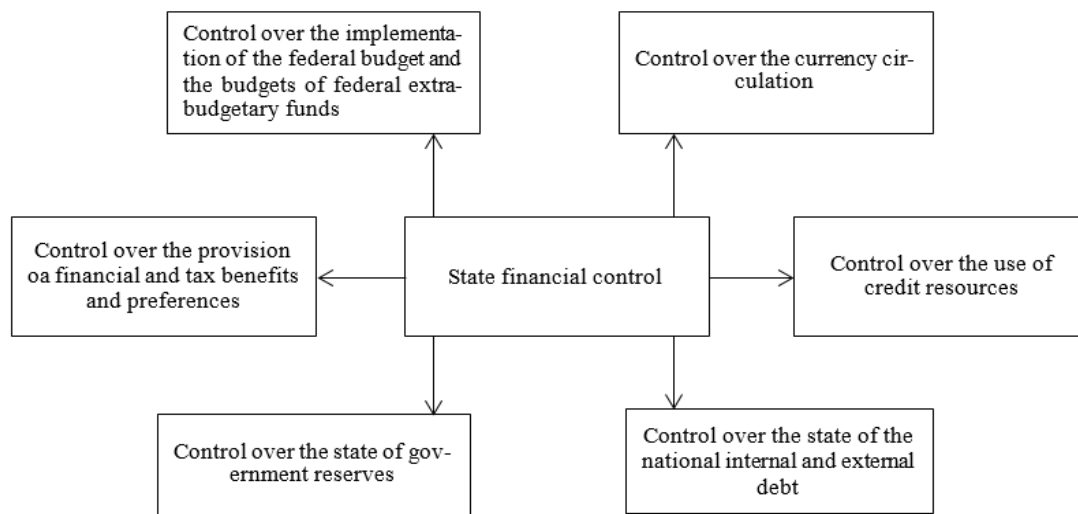 Control over the implementa-
tion of the federal budget and
the budgets of federal extra-
budgetary funds
Control over the currency cir-
culation
Control over the provision
oa financial and tax benefits
and preferences
State financial control
Control over the use of
credit resources
Control over the state of gov-
ernment reserves
Control over the state of the
national internal and external
debt